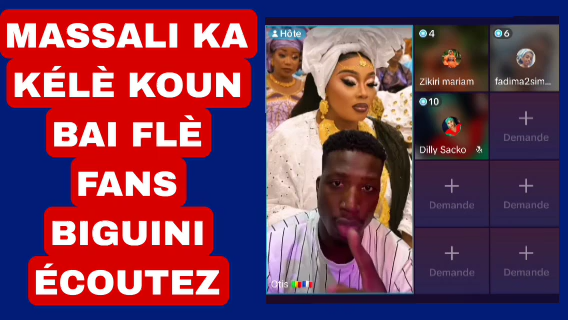 MASSALI KA
KÉLÈ KOUN
BAI FLÈ
FANS
BIGUINI
ÉCOUTEZ
Hôte
Otis
4
Zikiri mariam
6
fadima2sim...
10
Dilly Sacko
Demande
Demande
Demande
Demande
Demande